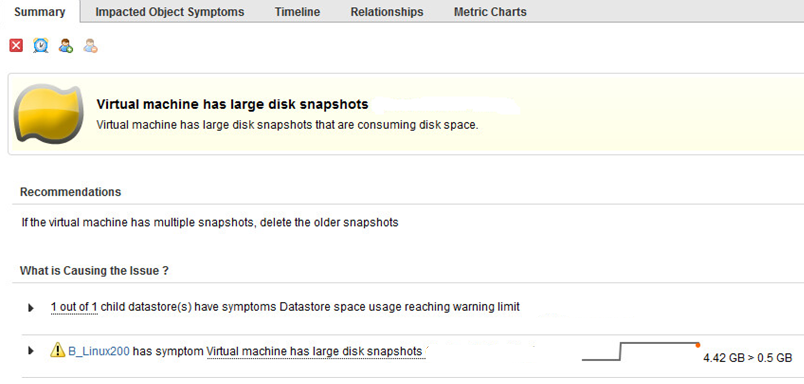 Summary Impacted Object Symptoms Timeline Relationships Metric Charts
Virtual machine has large disk snapshots
Virtual machine has large disk snapshots that are consuming disk space.
Recommendations
If the virtual machine has multiple snapshots, delete the older snapshots
What is Causing the Issue ?
1 out of 1 child datastore(s) have symptoms Datastore space usage reaching warning limit
B_Linux200 has symptom Virtual machine has large disk snapshots 4.42 GB > 0.5 GB